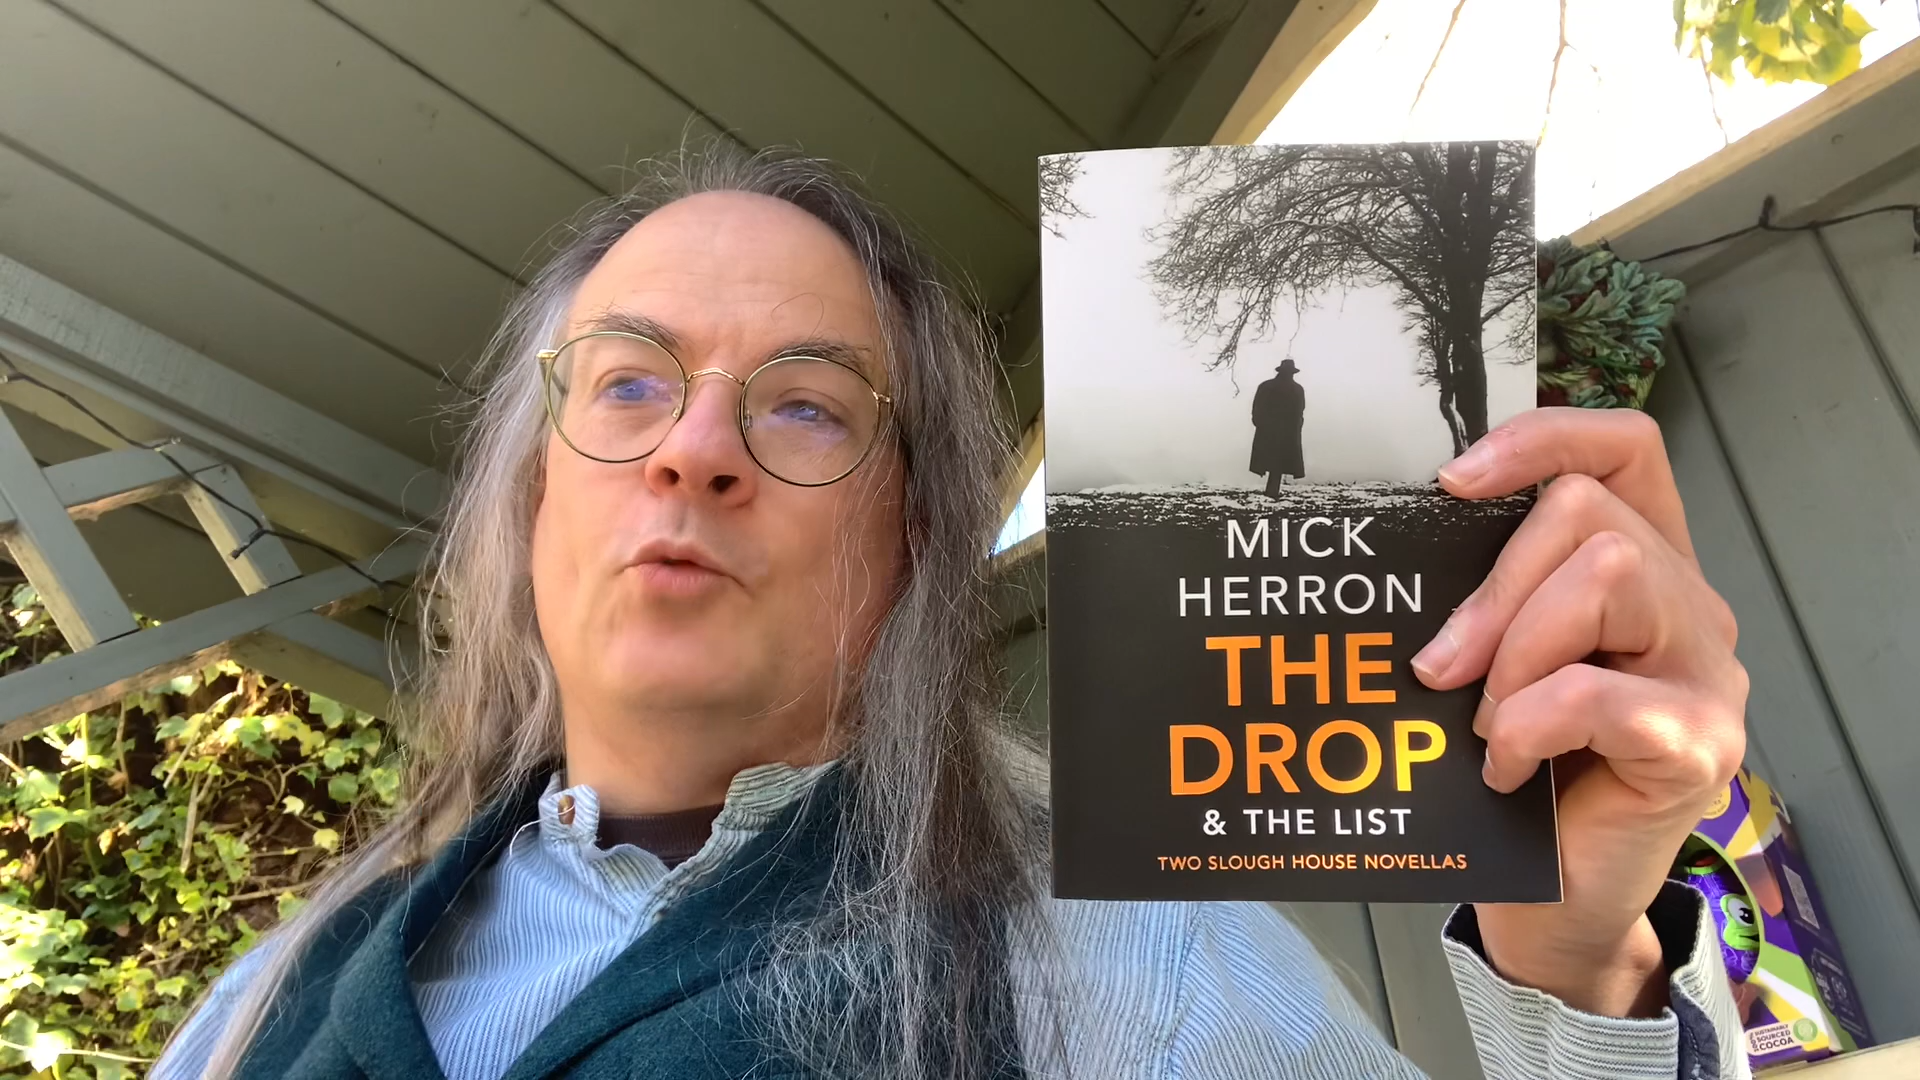 MICK
HERRON
THE
DROP
& THE LIST
TWO SLOUGH HOUSE NOVELLAS
SUSTAINABLY
SOURCED
COCOA